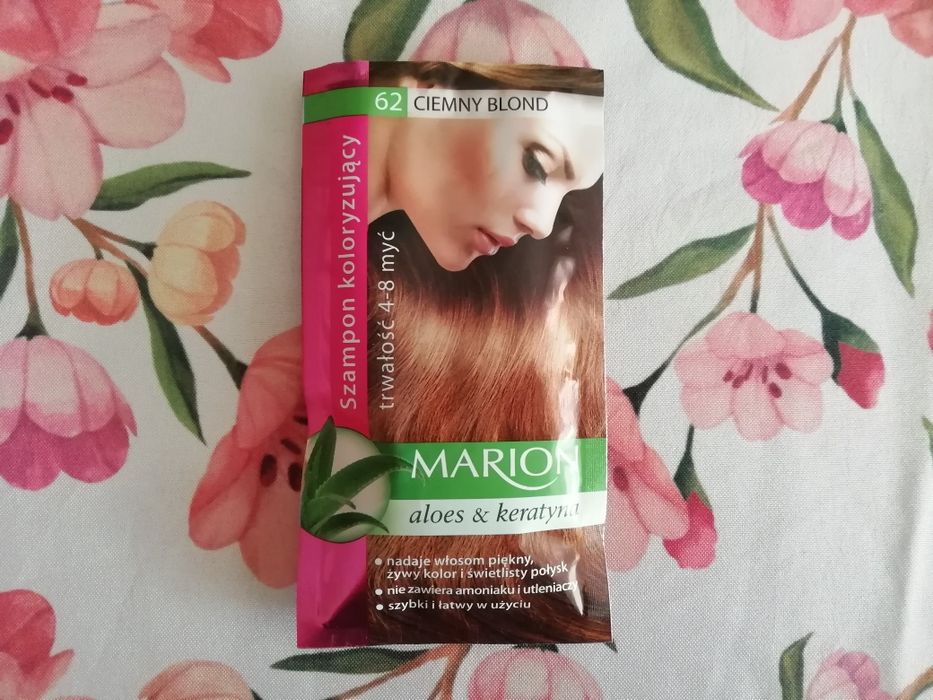 62 CIEMNY BLOND
Szampon koloryzujący
trwałość 4-8 myć
MARION
aloes & keratyna
• nadaje włosom piękny,
żywy kolor i świetlisty połysk
• nie zawiera amoniaku i utleniaczy
• szybki i łatwy w użyciu